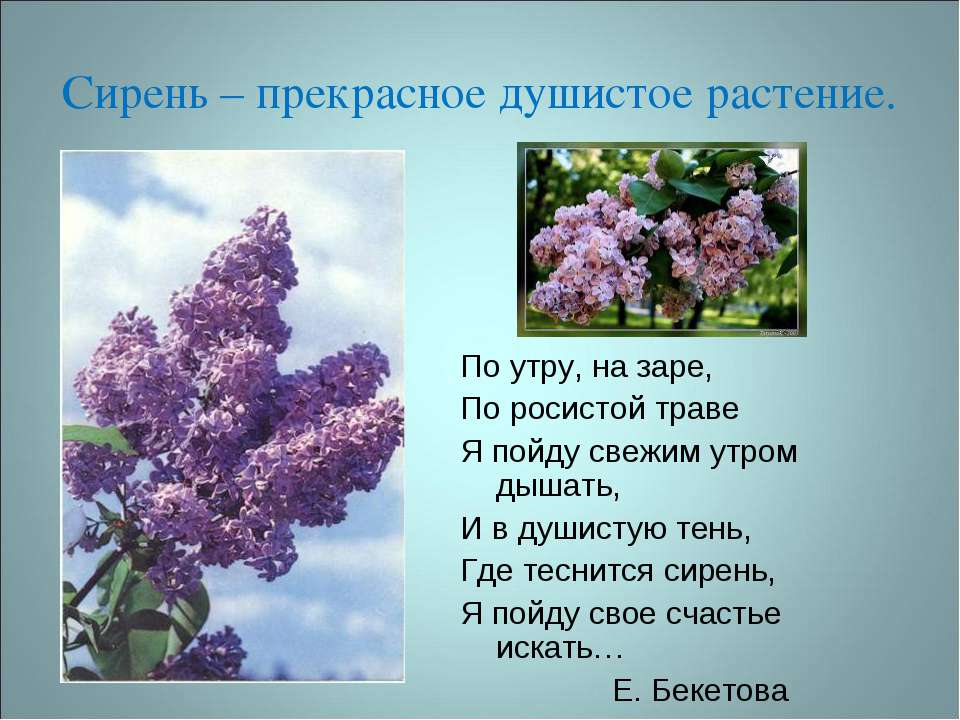 Сирень – прекрасное душистое растение.
По утру, на заре,
По росистой траве
Я пойду свежим утром
дышать,
И в душистую тень,
Где теснится сирень,
Я пойду свое счастье
искать…
Е. Бекетова